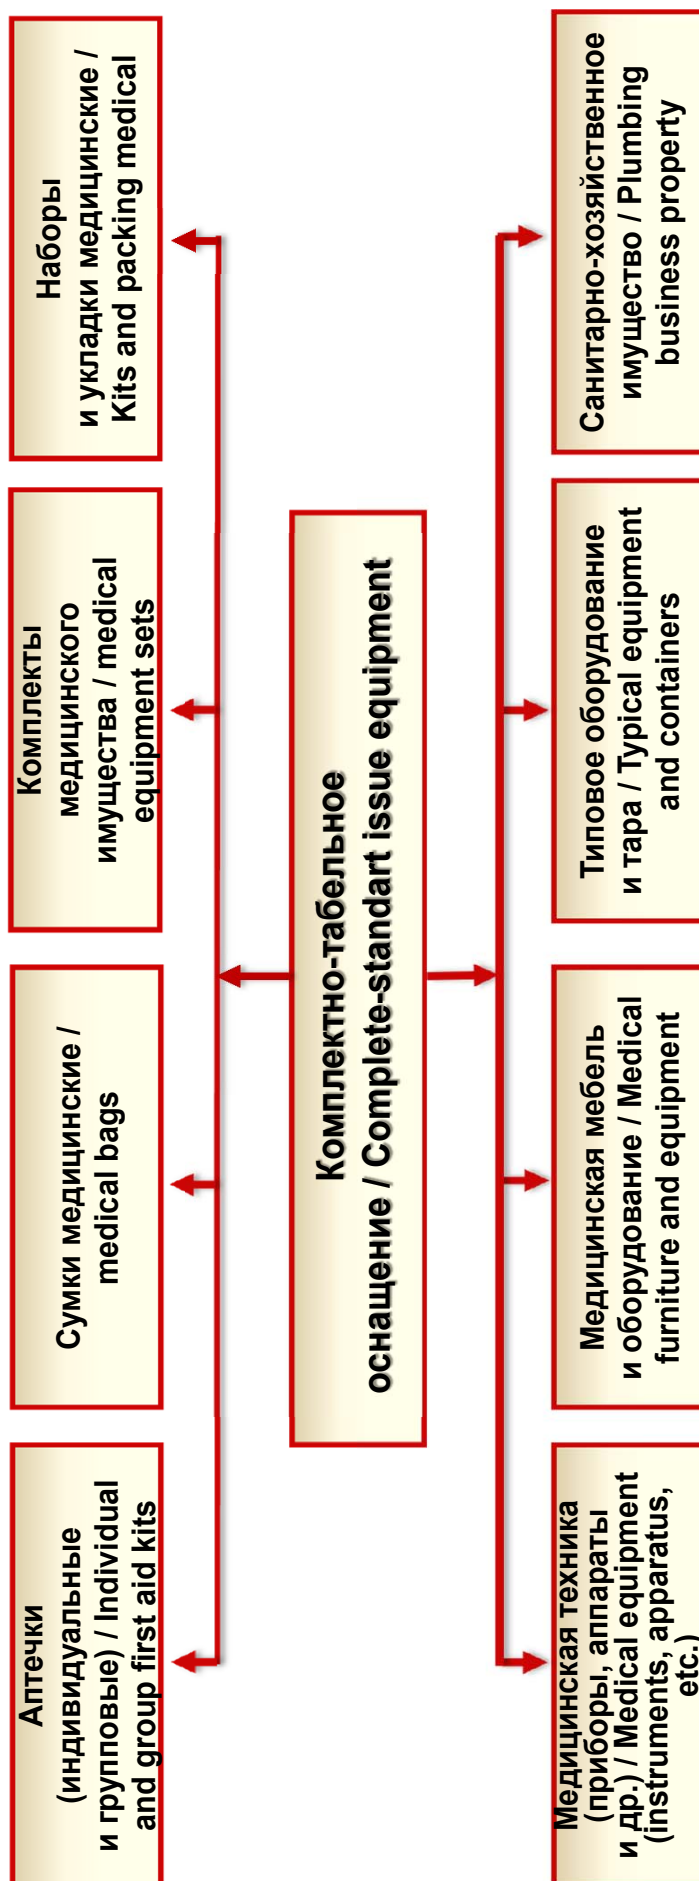 Аптечки
(индивидуальные
и групповые) / Individual
and group first aid kits
Сумки медицинские /
medical bags
Комплекты
медицинского
имущества / medical
equipment sets
Наборы
и укладки медицинские /
Kits and packing medical
Комплектно-табельное
оснащение / Complete-standart issue equipment
Медицинская техника
(приборы, аппараты
и др.) / Medical equipment
(instruments, apparatus,
etc.)
Медицинская мебель
и оборудование / Medical
furniture and equipment
Типовое оборудование
и тара / Typical equipment
and containers
Санитарно-хозяйственное
имущество / Plumbing
business property